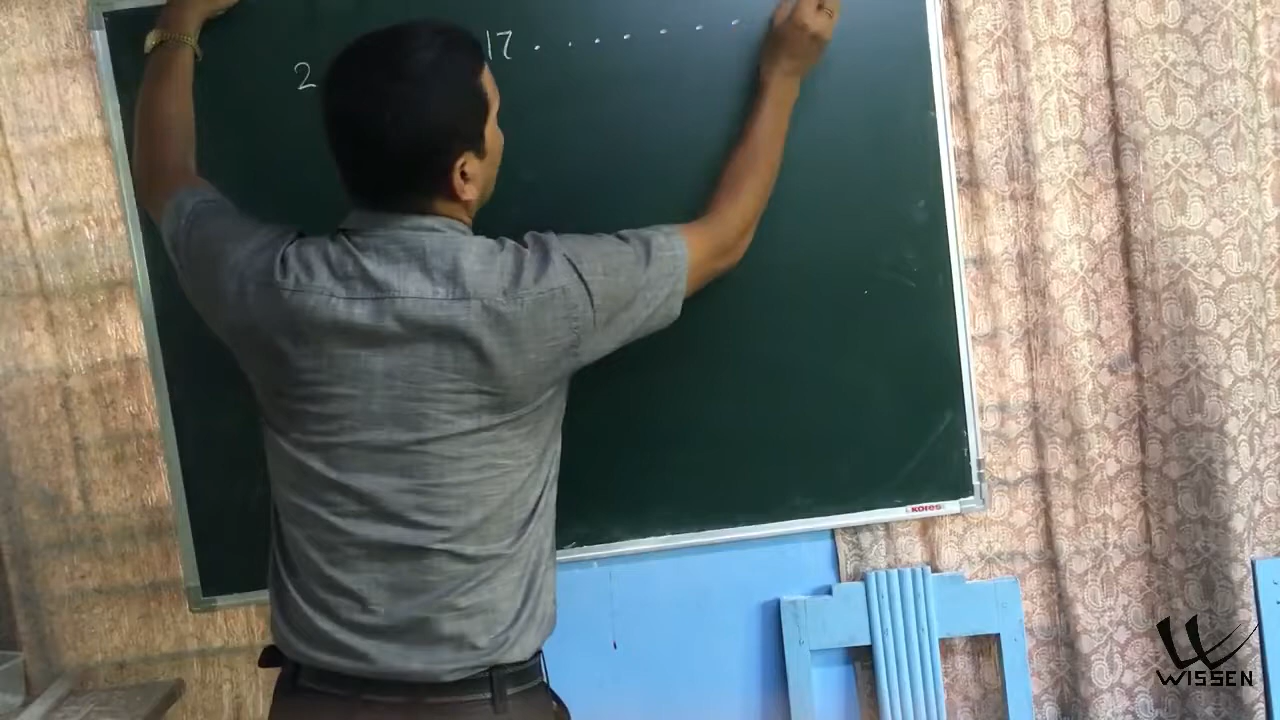 2 17 . . . . . . .
kores
WISSEN